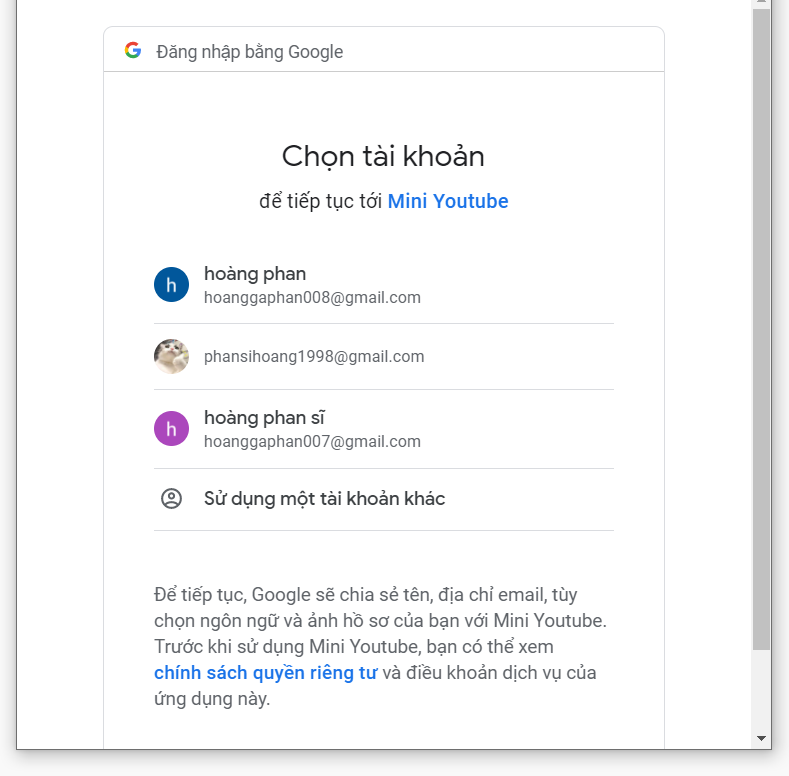 Đăng nhập bằng Google
Chọn tài khoản
để tiếp tục tới Mini Youtube
h
hoàng phan
hoanggaphan008@gmail.com
phansihoang1998@gmail.com
h
hoàng phan sĩ
hoanggaphan007@gmail.com
Sử dụng một tài khoản khác
Để tiếp tục, Google sẽ chia sẻ tên, địa chỉ email, tùy
chọn ngôn ngữ và ảnh hồ sơ của bạn với Mini Youtube.
Trước khi sử dụng Mini Youtube, bạn có thể xem
chính sách quyền riêng tư và điều khoản dịch vụ của
ứng dụng này.